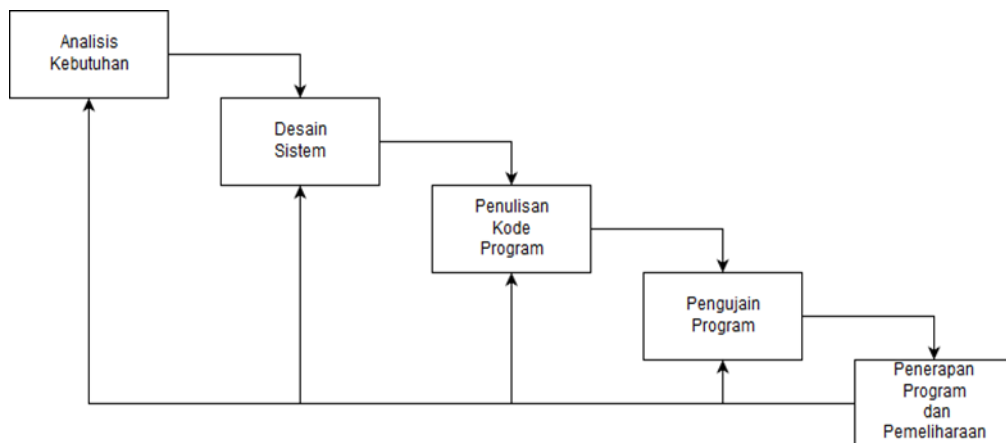 Analisis
Kebutuhan
Desain
Sistem
Penulisan
Kode
Program
Pengujain
Program
Penerapan
Program
dan
Pemeliharaan